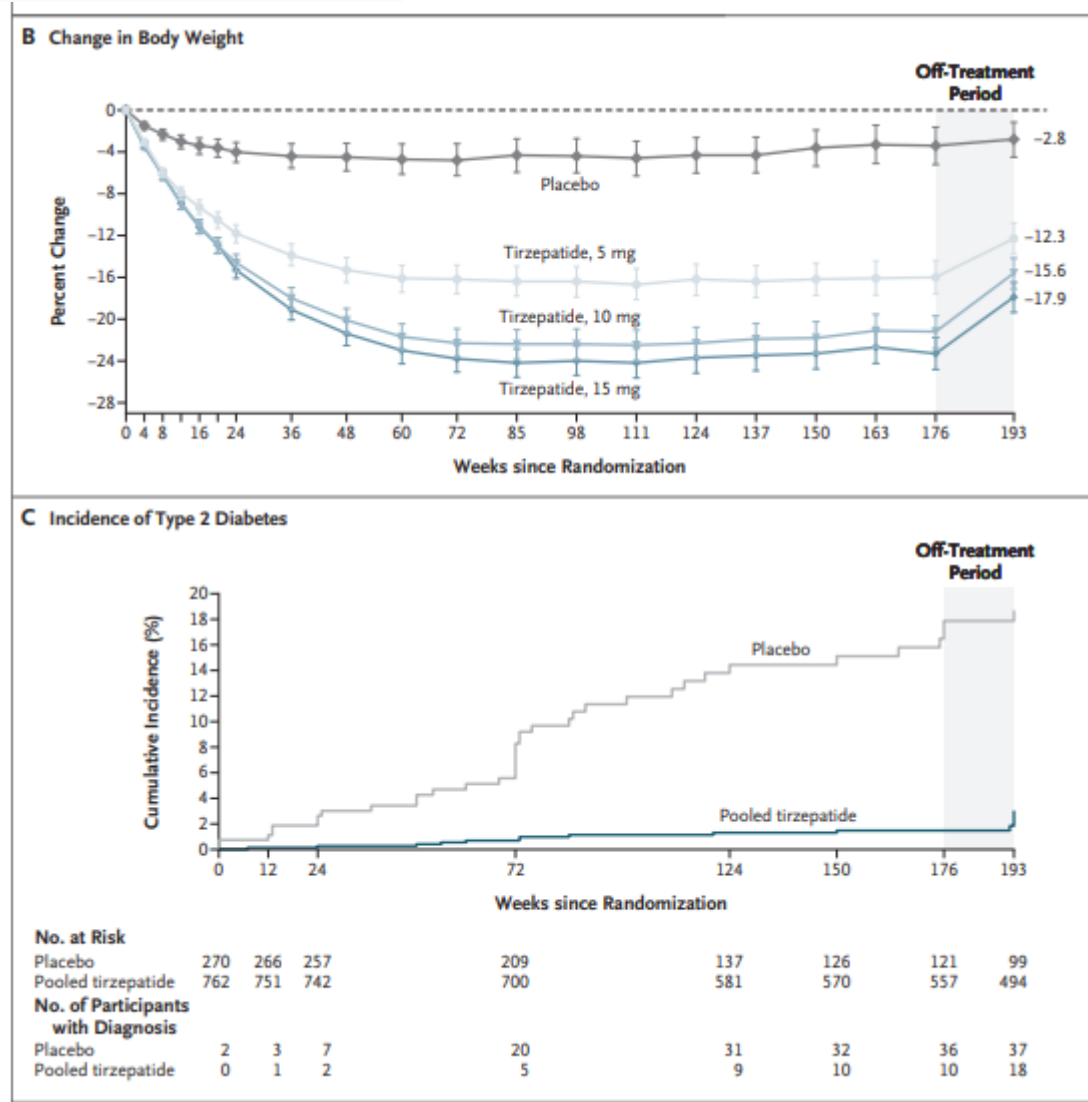 B Change in Body Weight
Off-Treatment
Period
0
−4
−8
−12
−16
−20
−24
−28
Percent Change
Placebo
Tirzepatide, 5 mg
Tirzepatide, 10 mg
Tirzepatide, 15 mg
−2.8
−12.3
−15.6
−17.9
0 4 8 16 24 36 48 60 72 85 98 111 124 137 150 163 176 193
Weeks since Randomization
C Incidence of Type 2 Diabetes
Off-Treatment
Period
20
18
16
14
12
10
8
6
4
2
0
Cumulative Incidence (%)
Placebo
Pooled tirzepatide
0 12 24 72 124 150 176 193
Weeks since Randomization
No. at Risk
Placebo 270 266 257 209 137 126 121 99
Pooled tirzepatide 762 751 742 700 581 570 557 494
No. of Participants
with Diagnosis
Placebo 2 3 7 20 31 32 36 37
Pooled tirzepatide 0 1 2 5 9 10 10 18